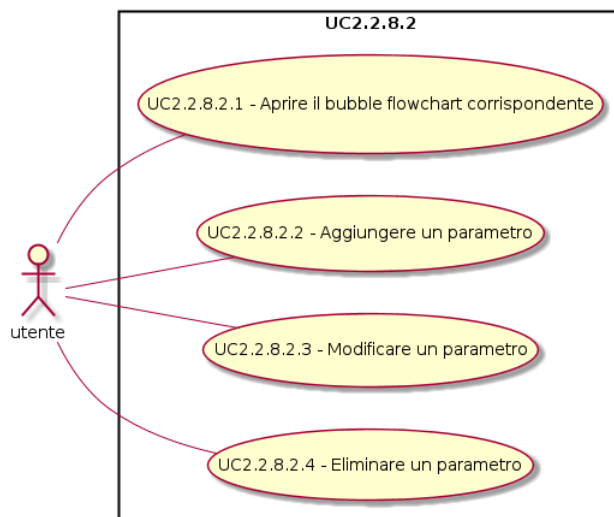 UC2.2.8.2
UC2.2.8.2.1 - Aprire il bubble flowchart corrispondente
UC2.2.8.2.2 - Aggiungere un parametro
utente
UC2.2.8.2.3 - Modificare un parametro
UC2.2.8.2.4 - Eliminare un parametro